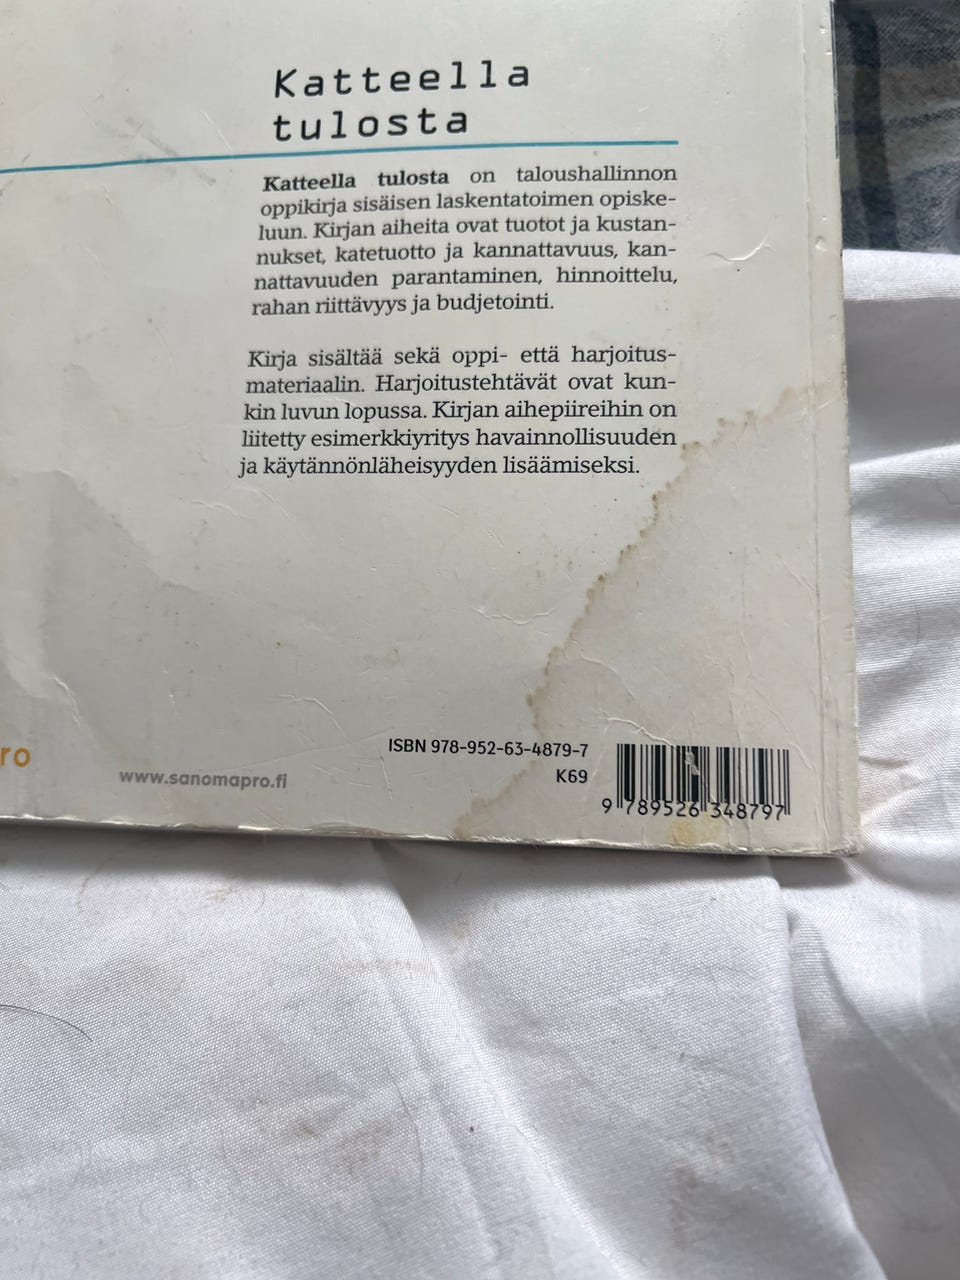 Katteella
tulosta
Katteella tulosta on taloushallinnon
oppikirja sisäisen laskentatoimen opiske-
luun. Kirjan aiheita ovat tuotot ja kustan-
nukset, katetuotto ja kannattavuus, kan-
nattavuuden parantaminen, hinnoittelu,
rahan riittävyys ja budjetointi.
Kirja sisältää sekä oppi- että harjoitus-
materiaalin. Harjoitustehtävät ovat kun-
kin luvun lopussa. Kirjan aihepiireihin on
liitetty esimerkkiyritys havainnollisuuden
ja käytännönläheisyyden lisäämiseksi.
ro
www.sanomapro.fi
ISBN 978-952-63-4879-7
K69
9 789526 348797